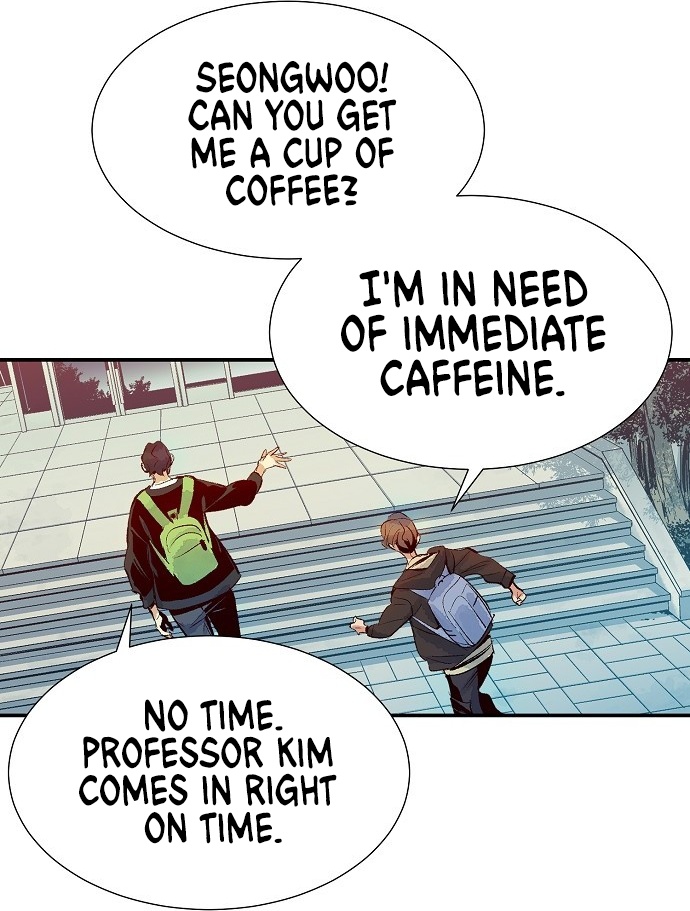 SEONGWOO!
CAN YOU GET
ME A CUP OF
COFFEE?
I'M IN NEED
OF IMMEDIATE
CAFFEINE.
NO TIME.
PROFESSOR KIM
COMES IN RIGHT
ON TIME.